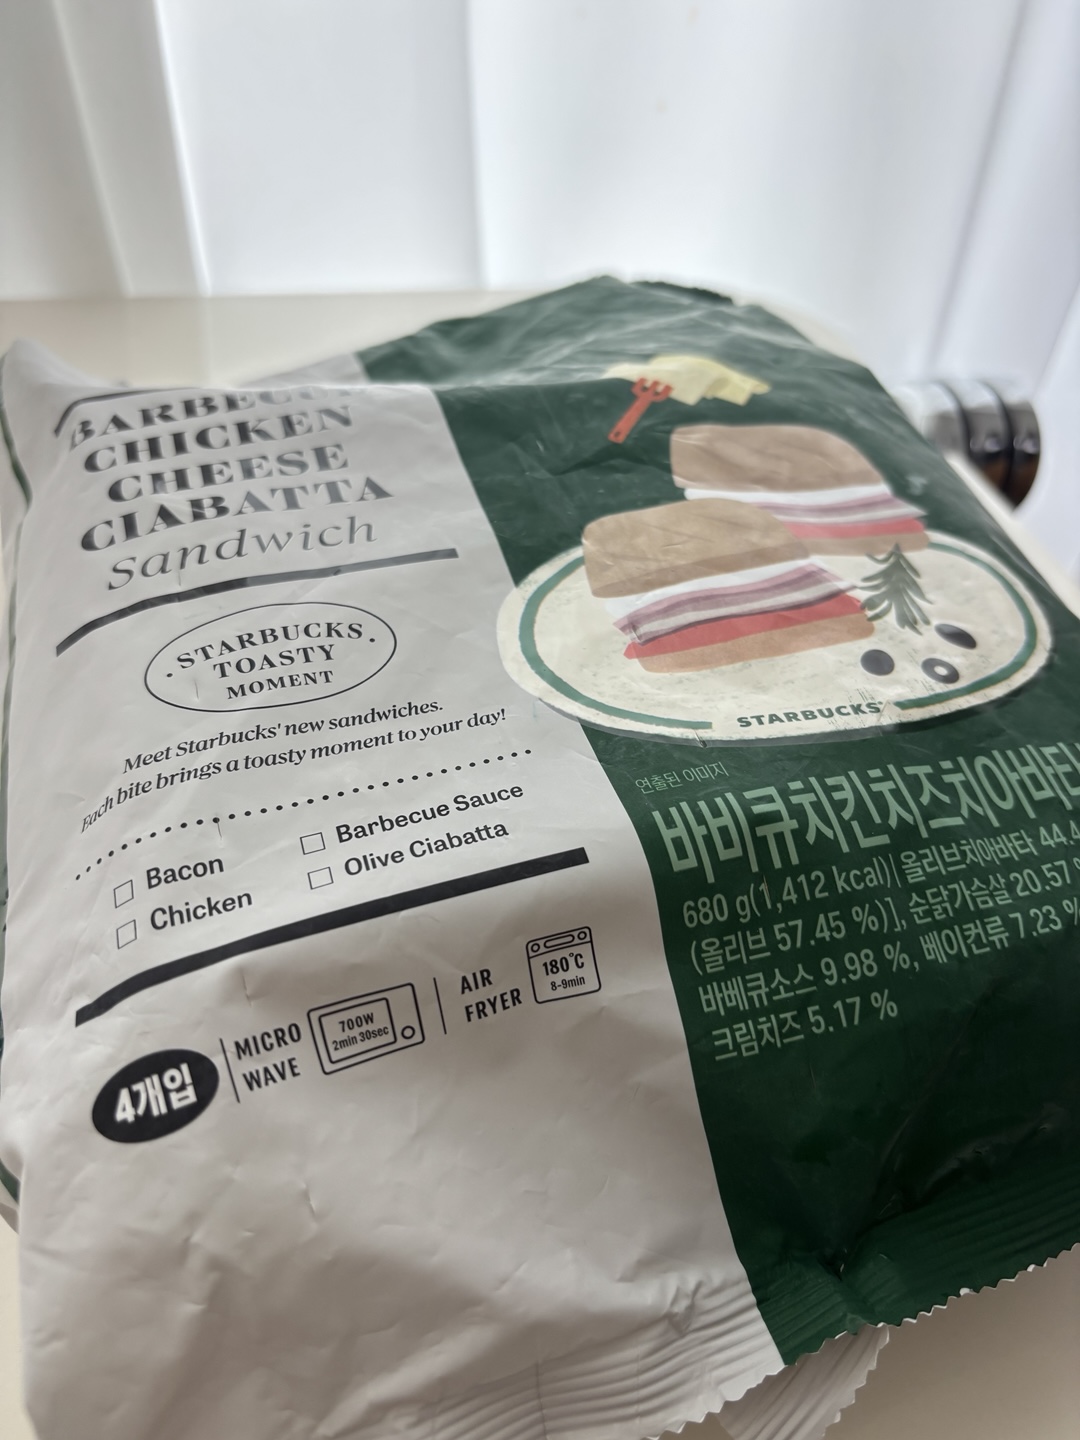 BARBECUE
CHICKEN
CHEESE
CIABATTA
Sandwich
STARBUCKS
TOASTY
MOMENT
Meet Starbucks' new sandwiches.
Each bite brings a toasty moment to your day!
□ Bacon □ Barbecue Sauce
□ Chicken □ Olive Ciabatta
4개입
MICRO WAVE
700W
2min 30sec
AIR FRYER
180°C
8-9min
STARBUCKS
연출된 이미지
바비큐치킨치즈치아바타
680 g(1,412 kcal) | 올리브치아바타 44.4
(올리브 57.45 %)], 순닭가슴살 20.57 %
바베큐소스 9.98 %, 베이컨류 7.23 %
크림치즈 5.17 %